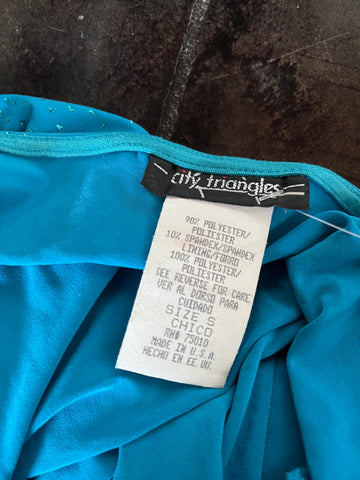 city triangles
90% POLYESTER/
POLIESTER
10% SPANDEX/SPANDEX
LINING/FORRO
100% POLYESTER/
POLIESTER
SEE REVERSE FOR CARE
VER AL DORSO PARA
CUIDADO
SIZE S
CHICO
RN# 75010
MADE IN U.S.A.
HECHO EN EE.UU.